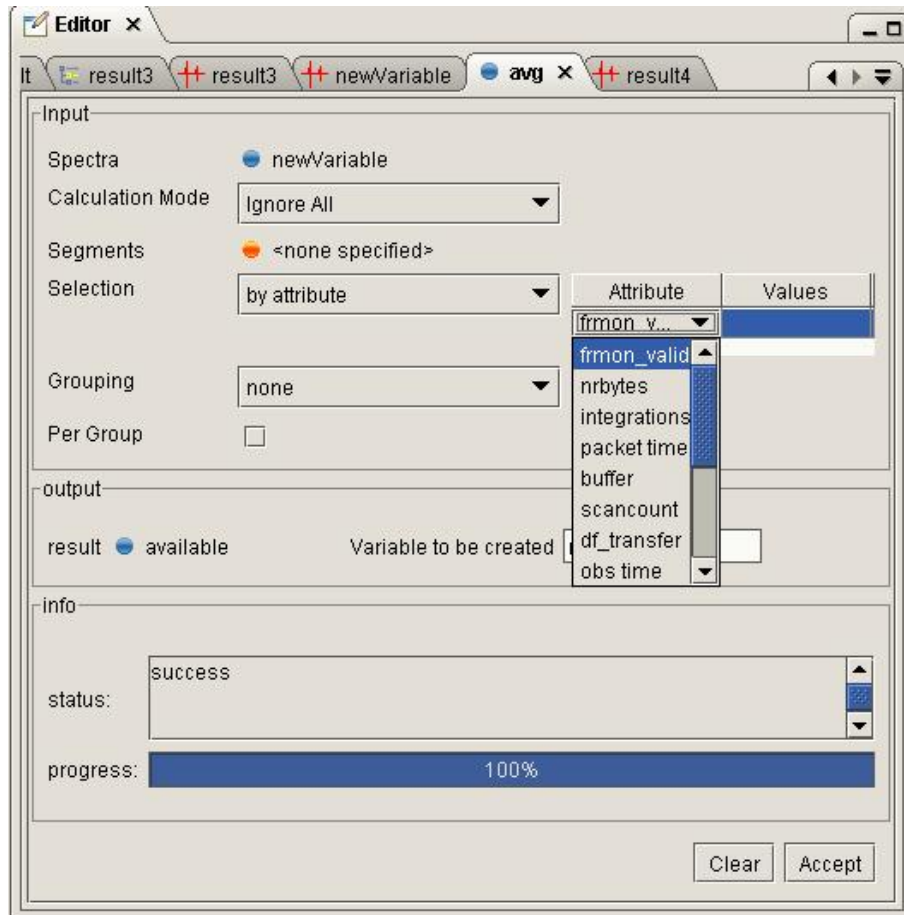 Editor
lt result3 result3 newVariable avg result4
Input
Spectra newVariable
Calculation Mode Ignore All
Segments <none specified>
Selection by attribute Attribute Values
frmon_v...
frmon_valid
nrbytes
Grouping none
integrations
packet time
Per Group
buffer
scancount
output
result available Variable to be created
df_transfer
obs time
info
status: success
progress: 100%
Clear Accept